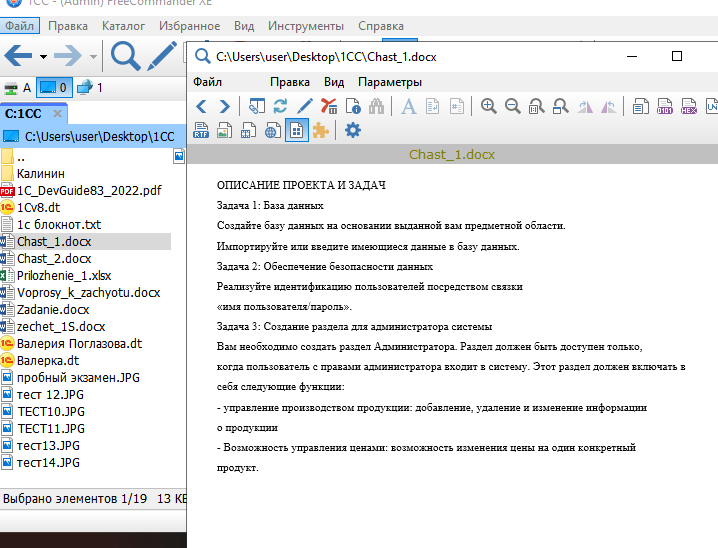 1CC - (Admin) FreeCommander XE
Файл Правка Каталог Избранное Вид Инструменты Справка
A 0 1
C:1CC
C:\Users\user\Desktop\1CC
..
Калинин
1C_DevGuide83_2022.pdf
1Cv8.dt
1с блокнот.txt
Chast_1.docx
Chast_2.docx
Prilozhenie_1.xlsx
Voprosy_k_zachyotu.docx
Zadanie.docx
zechet_1S.docx
Валерия Поглазова.dt
Валерка.dt
пробный экзамен.JPG
тест 12.JPG
ТЕСТ10.JPG
ТЕСТ11.JPG
тест13.JPG
тест14.JPG
Выбрано элементов 1/19 13 КБ
C:\Users\user\Desktop\1CC\Chast_1.docx
Файл Правка Вид Параметры
Chast_1.docx
ОПИСАНИЕ ПРОЕКТА И ЗАДАЧ
Задача 1: База данных
Создайте базу данных на основании выданной вам предметной области.
Импортируйте или введите имеющиеся данные в базу данных.
Задача 2: Обеспечение безопасности данных
Реализуйте идентификацию пользователей посредством связки
«имя пользователя/пароль».
Задача 3: Создание раздела для администратора системы
Вам необходимо создать раздел Администратора. Раздел должен быть доступен только,
когда пользователь с правами администратора входит в систему. Этот раздел должен включать в
себя следующие функции:
- управление производством продукции: добавление, удаление и изменение информации
о продукции
- Возможность управления ценами: возможность изменения цены на один конкретный
продукт.